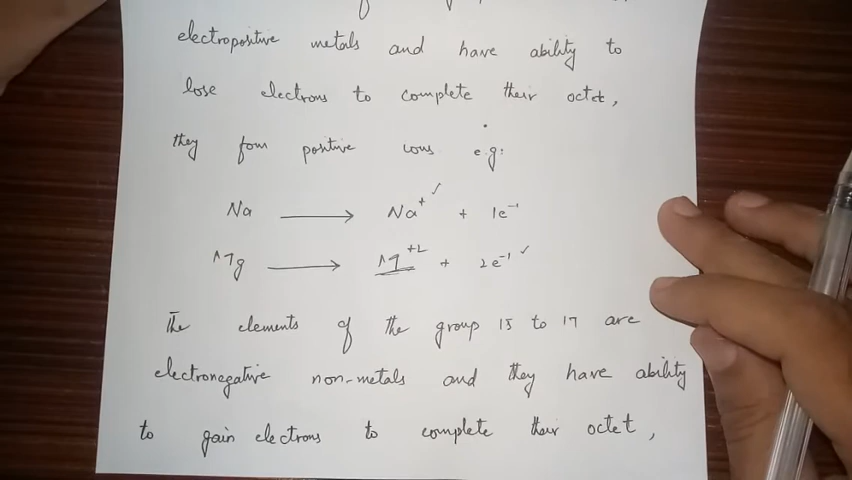 electropositive metals and have ability to
lose electrons to complete their octet,
they form positive ions e.g:
Na ⟶ Na⁺ ✓ + 1e⁻¹
Mg ⟶ Mg⁺² + 2e⁻¹ ✓
The elements of the group 15 to 17 are
electronegative non-metals and they have ability
to gain electrons to complete their octet,